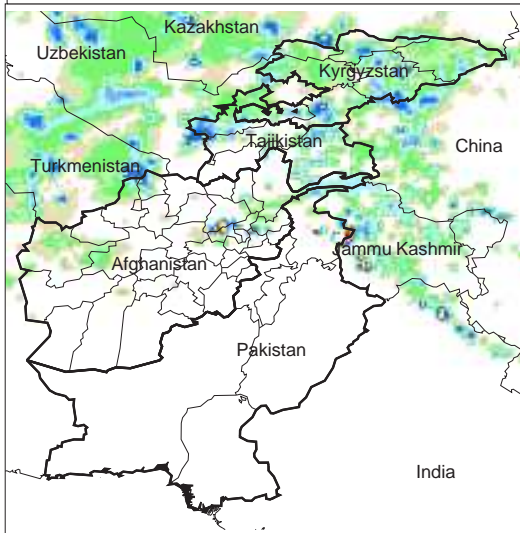 Kazakhstan
Uzbekistan
Kyrgyzstan
Tajikistan
China
Turkmenistan
Jammu Kashmir
Afghanistan
Pakistan
India